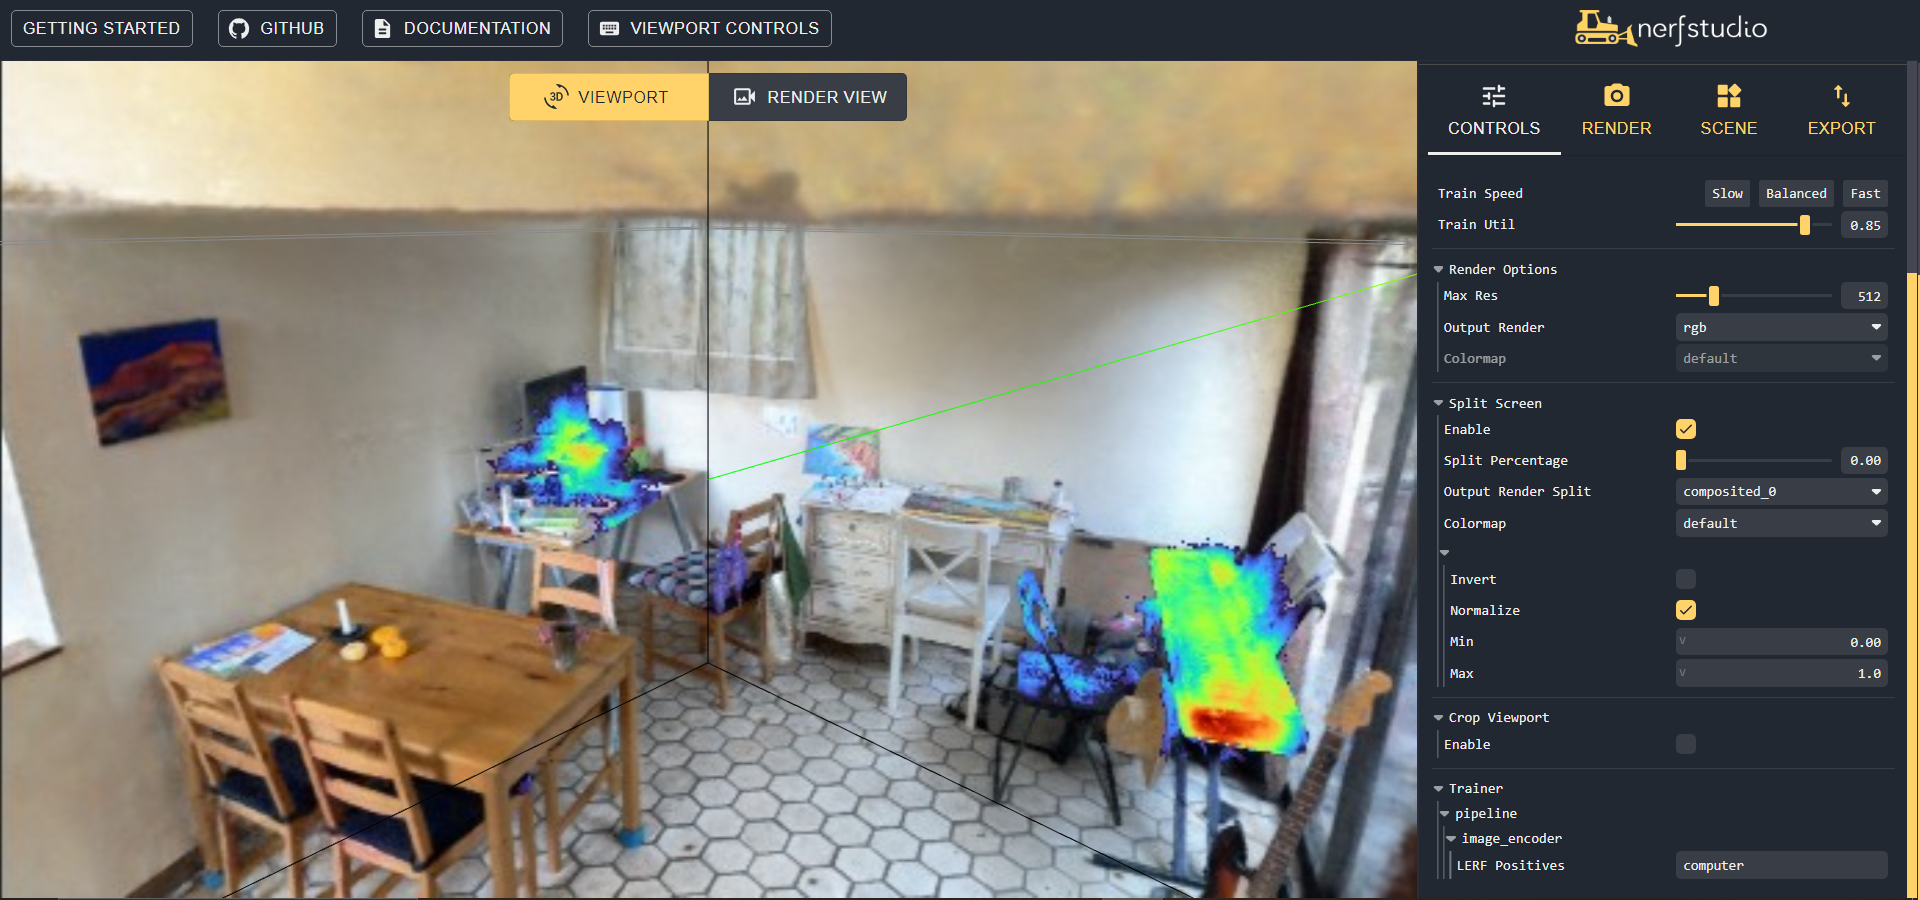 GETTING STARTED
GITHUB
DOCUMENTATION
VIEWPORT CONTROLS
nerfstudio
3D VIEWPORT
RENDER VIEW
CONTROLS
RENDER
SCENE
EXPORT
Train Speed Slow Balanced Fast
Train Util 0.85
Render Options
Max Res 512
Output Render rgb
Colormap default
Split Screen
Enable
Split Percentage 0.00
Output Render Split composited_0
Colormap default
Invert
Normalize
Min V 0.00
Max V 1.0
Crop Viewport
Enable
Trainer
pipeline
image_encoder
LERF Positives computer